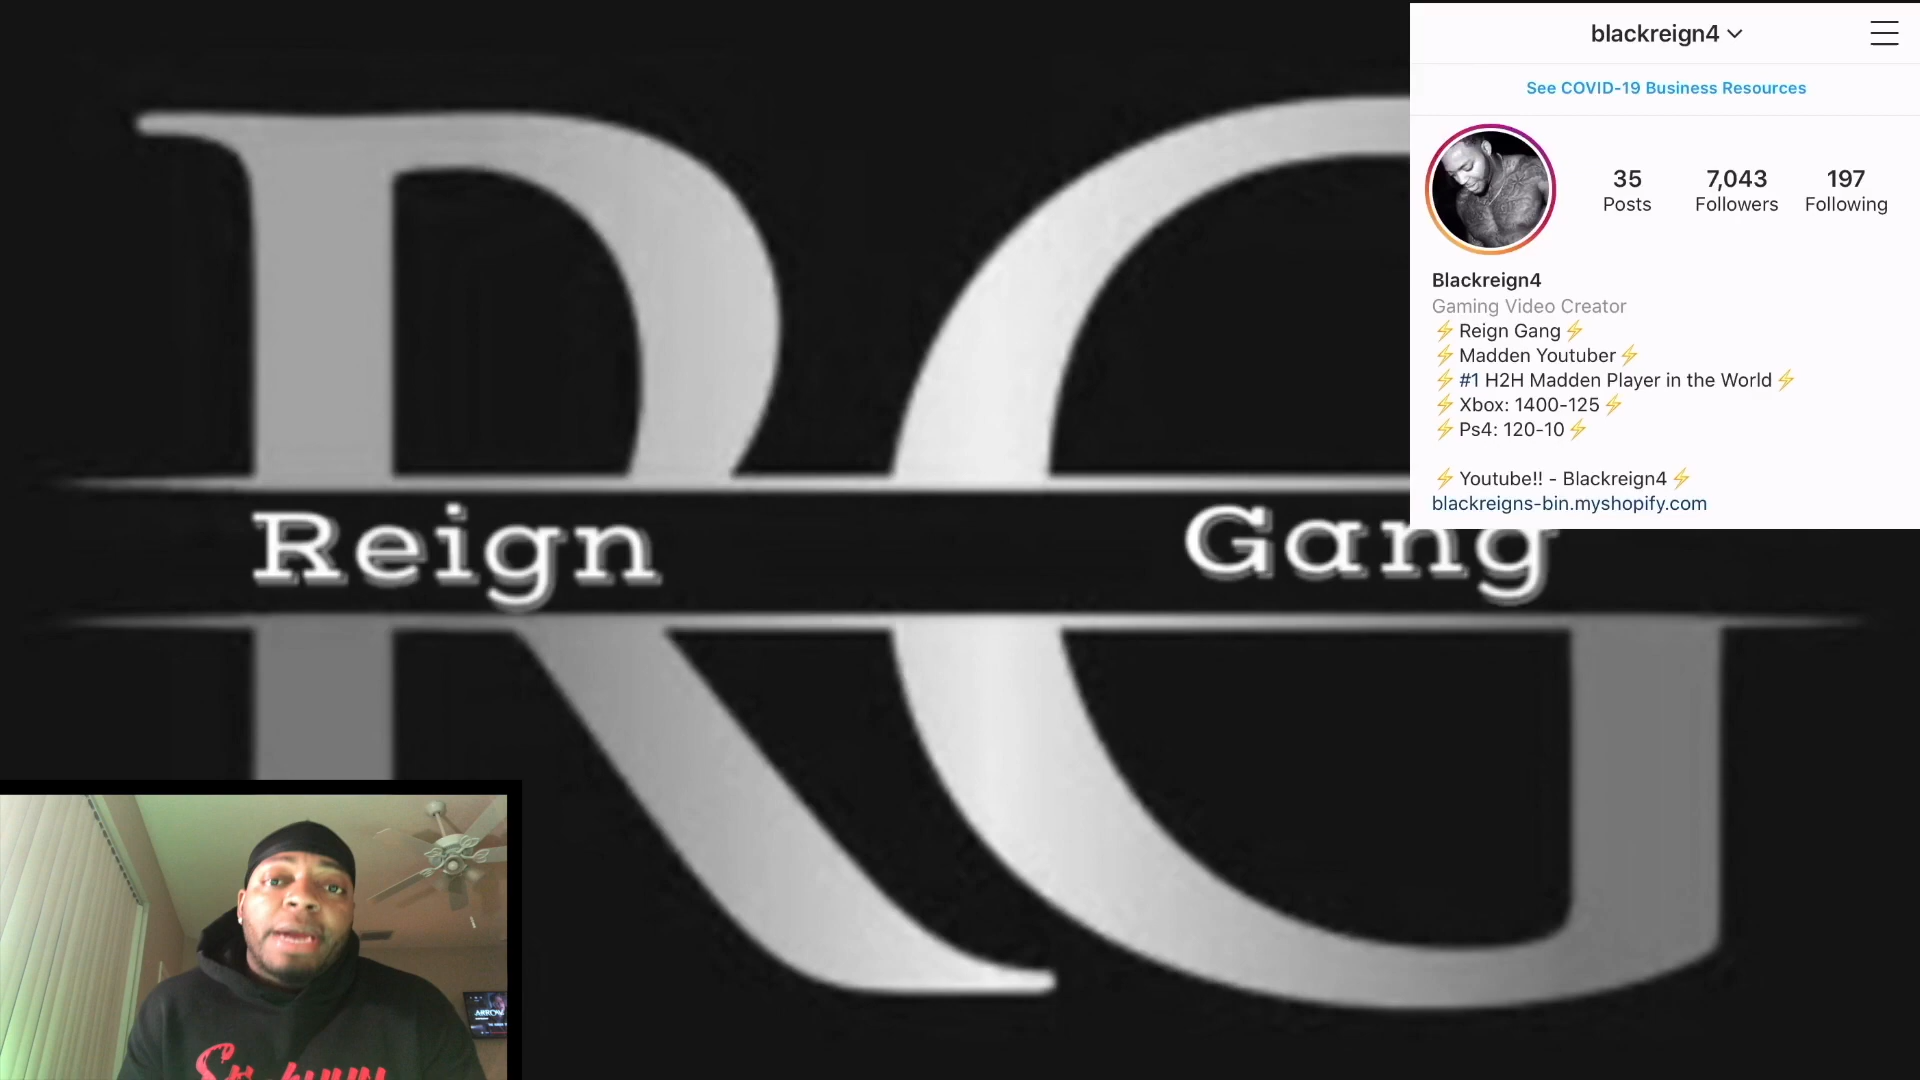 blackreign4
See COVID-19 Business Resources
35 7,043 197
Posts Followers Following
Blackreign4
Gaming Video Creator
⚡ Reign Gang ⚡
⚡ Madden Youtuber ⚡
⚡ #1 H2H Madden Player in the World ⚡
⚡ Xbox: 1400-125 ⚡
⚡ Ps4: 120-10 ⚡
⚡ Youtube!! - Blackreign4 ⚡
blackreigns-bin.myshopify.com
RG
Reign Gang
ARROW